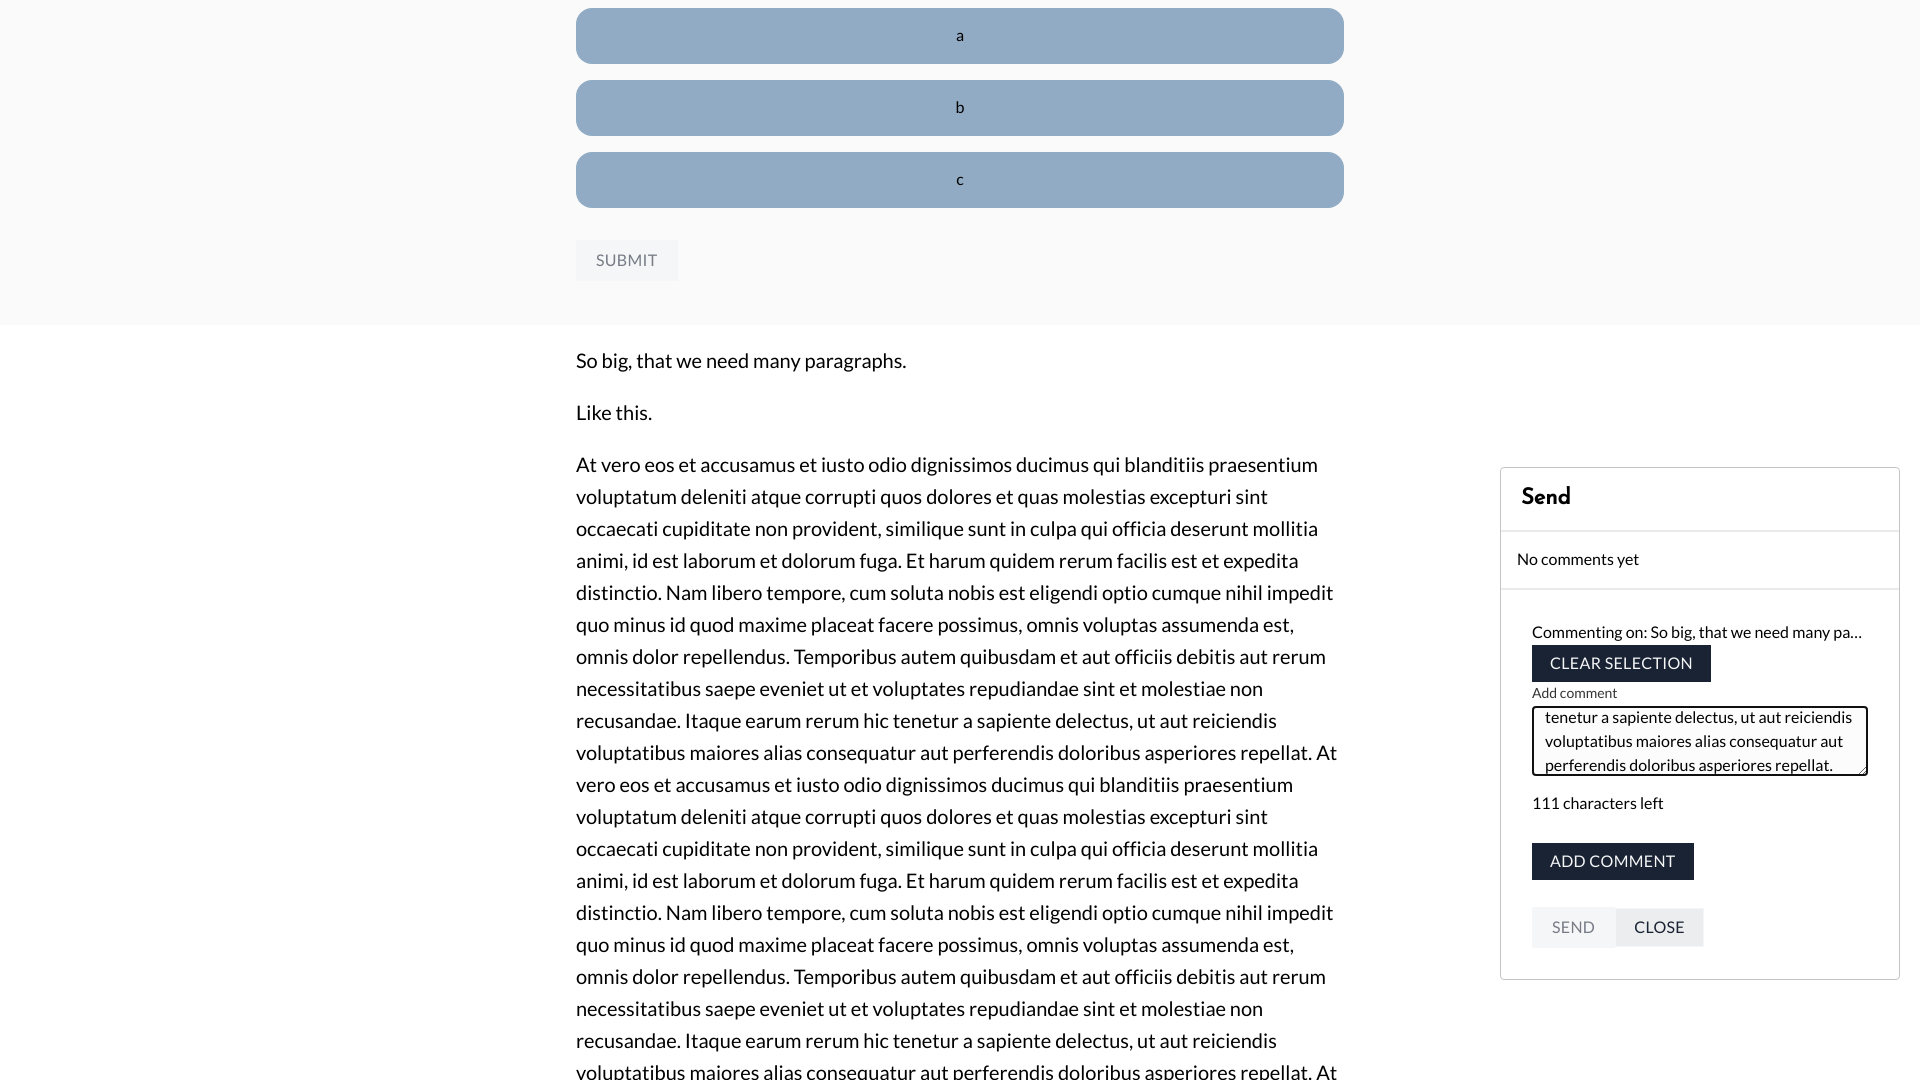 a
b
c
SUBMIT
So big, that we need many paragraphs.
Like this.
At vero eos et accusamus et iusto odio dignissimos ducimus qui blanditiis praesentium
voluptatum deleniti atque corrupti quos dolores et quas molestias excepturi sint
occaecati cupiditate non provident, similique sunt in culpa qui officia deserunt mollitia
animi, id est laborum et dolorum fuga. Et harum quidem rerum facilis est et expedita
distinctio. Nam libero tempore, cum soluta nobis est eligendi optio cumque nihil impedit
quo minus id quod maxime placeat facere possimus, omnis voluptas assumenda est,
omnis dolor repellendus. Temporibus autem quibusdam et aut officiis debitis aut rerum
necessitatibus saepe eveniet ut et voluptates repudiandae sint et molestiae non
recusandae. Itaque earum rerum hic tenetur a sapiente delectus, ut aut reiciendis
voluptatibus maiores alias consequatur aut perferendis doloribus asperiores repellat. At
vero eos et accusamus et iusto odio dignissimos ducimus qui blanditiis praesentium
voluptatum deleniti atque corrupti quos dolores et quas molestias excepturi sint
occaecati cupiditate non provident, similique sunt in culpa qui officia deserunt mollitia
animi, id est laborum et dolorum fuga. Et harum quidem rerum facilis est et expedita
distinctio. Nam libero tempore, cum soluta nobis est eligendi optio cumque nihil impedit
quo minus id quod maxime placeat facere possimus, omnis voluptas assumenda est,
omnis dolor repellendus. Temporibus autem quibusdam et aut officiis debitis aut rerum
necessitatibus saepe eveniet ut et voluptates repudiandae sint et molestiae non
recusandae. Itaque earum rerum hic tenetur a sapiente delectus, ut aut reiciendis
voluptatibus maiores alias consequatur aut perferendis doloribus asperiores repellat. At
Send
No comments yet
Commenting on: So big, that we need many pa...
CLEAR SELECTION
Add comment
tenetur a sapiente delectus, ut aut reiciendis
voluptatibus maiores alias consequatur aut
perferendis doloribus asperiores repellat.
111 characters left
ADD COMMENT
SEND
CLOSE